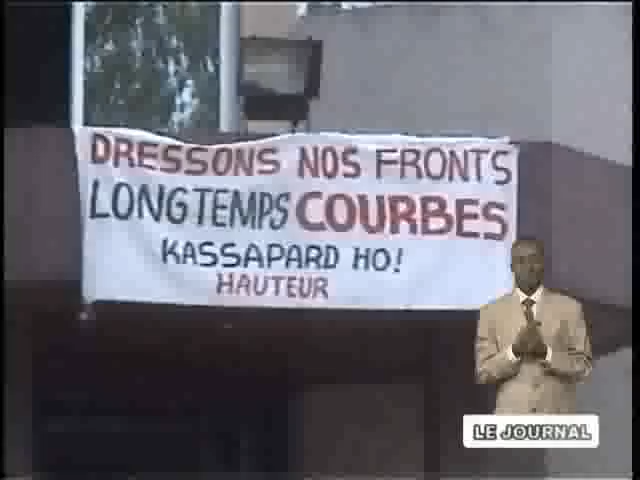 DRESSONS NOS FRONTS
LONGTEMPS COURBES
KASSAPARD HO!
HAUTEUR
LE JOURNAL